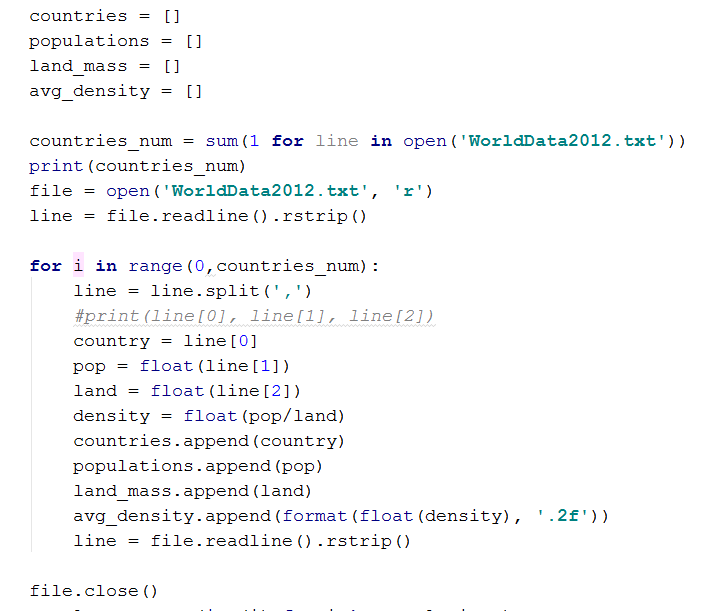 countries = []
populations = []
land_mass = []
avg_density = []
countries_num = sum(1 for line in open('WorldData2012.txt'))
print(countries_num)
file = open('WorldData2012.txt', 'r')
line = file.readline().rstrip()
for i in range(0,countries_num):
    line = line.split(',')
    #print(line[0], line[1], line[2])
    country = line[0]
    pop = float(line[1])
    land = float(line[2])
    density = float(pop/land)
    countries.append(country)
    populations.append(pop)
    land_mass.append(land)
    avg_density.append(format(float(density), '.2f'))
    line = file.readline().rstrip()
file.close()